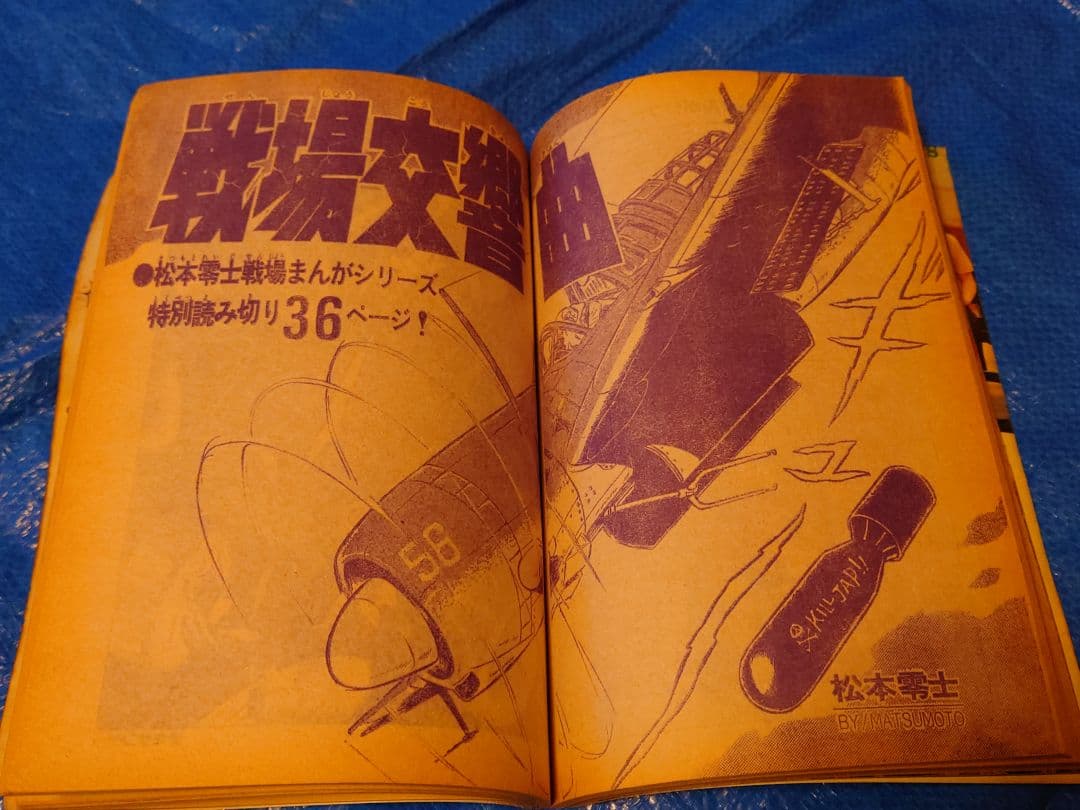 戦場交響曲
●松本零士戦場まんがシリーズ
特別読み切り36ページ!
58
キュ
KILL JAP!!
松本零士
BY/MATSUMOTO